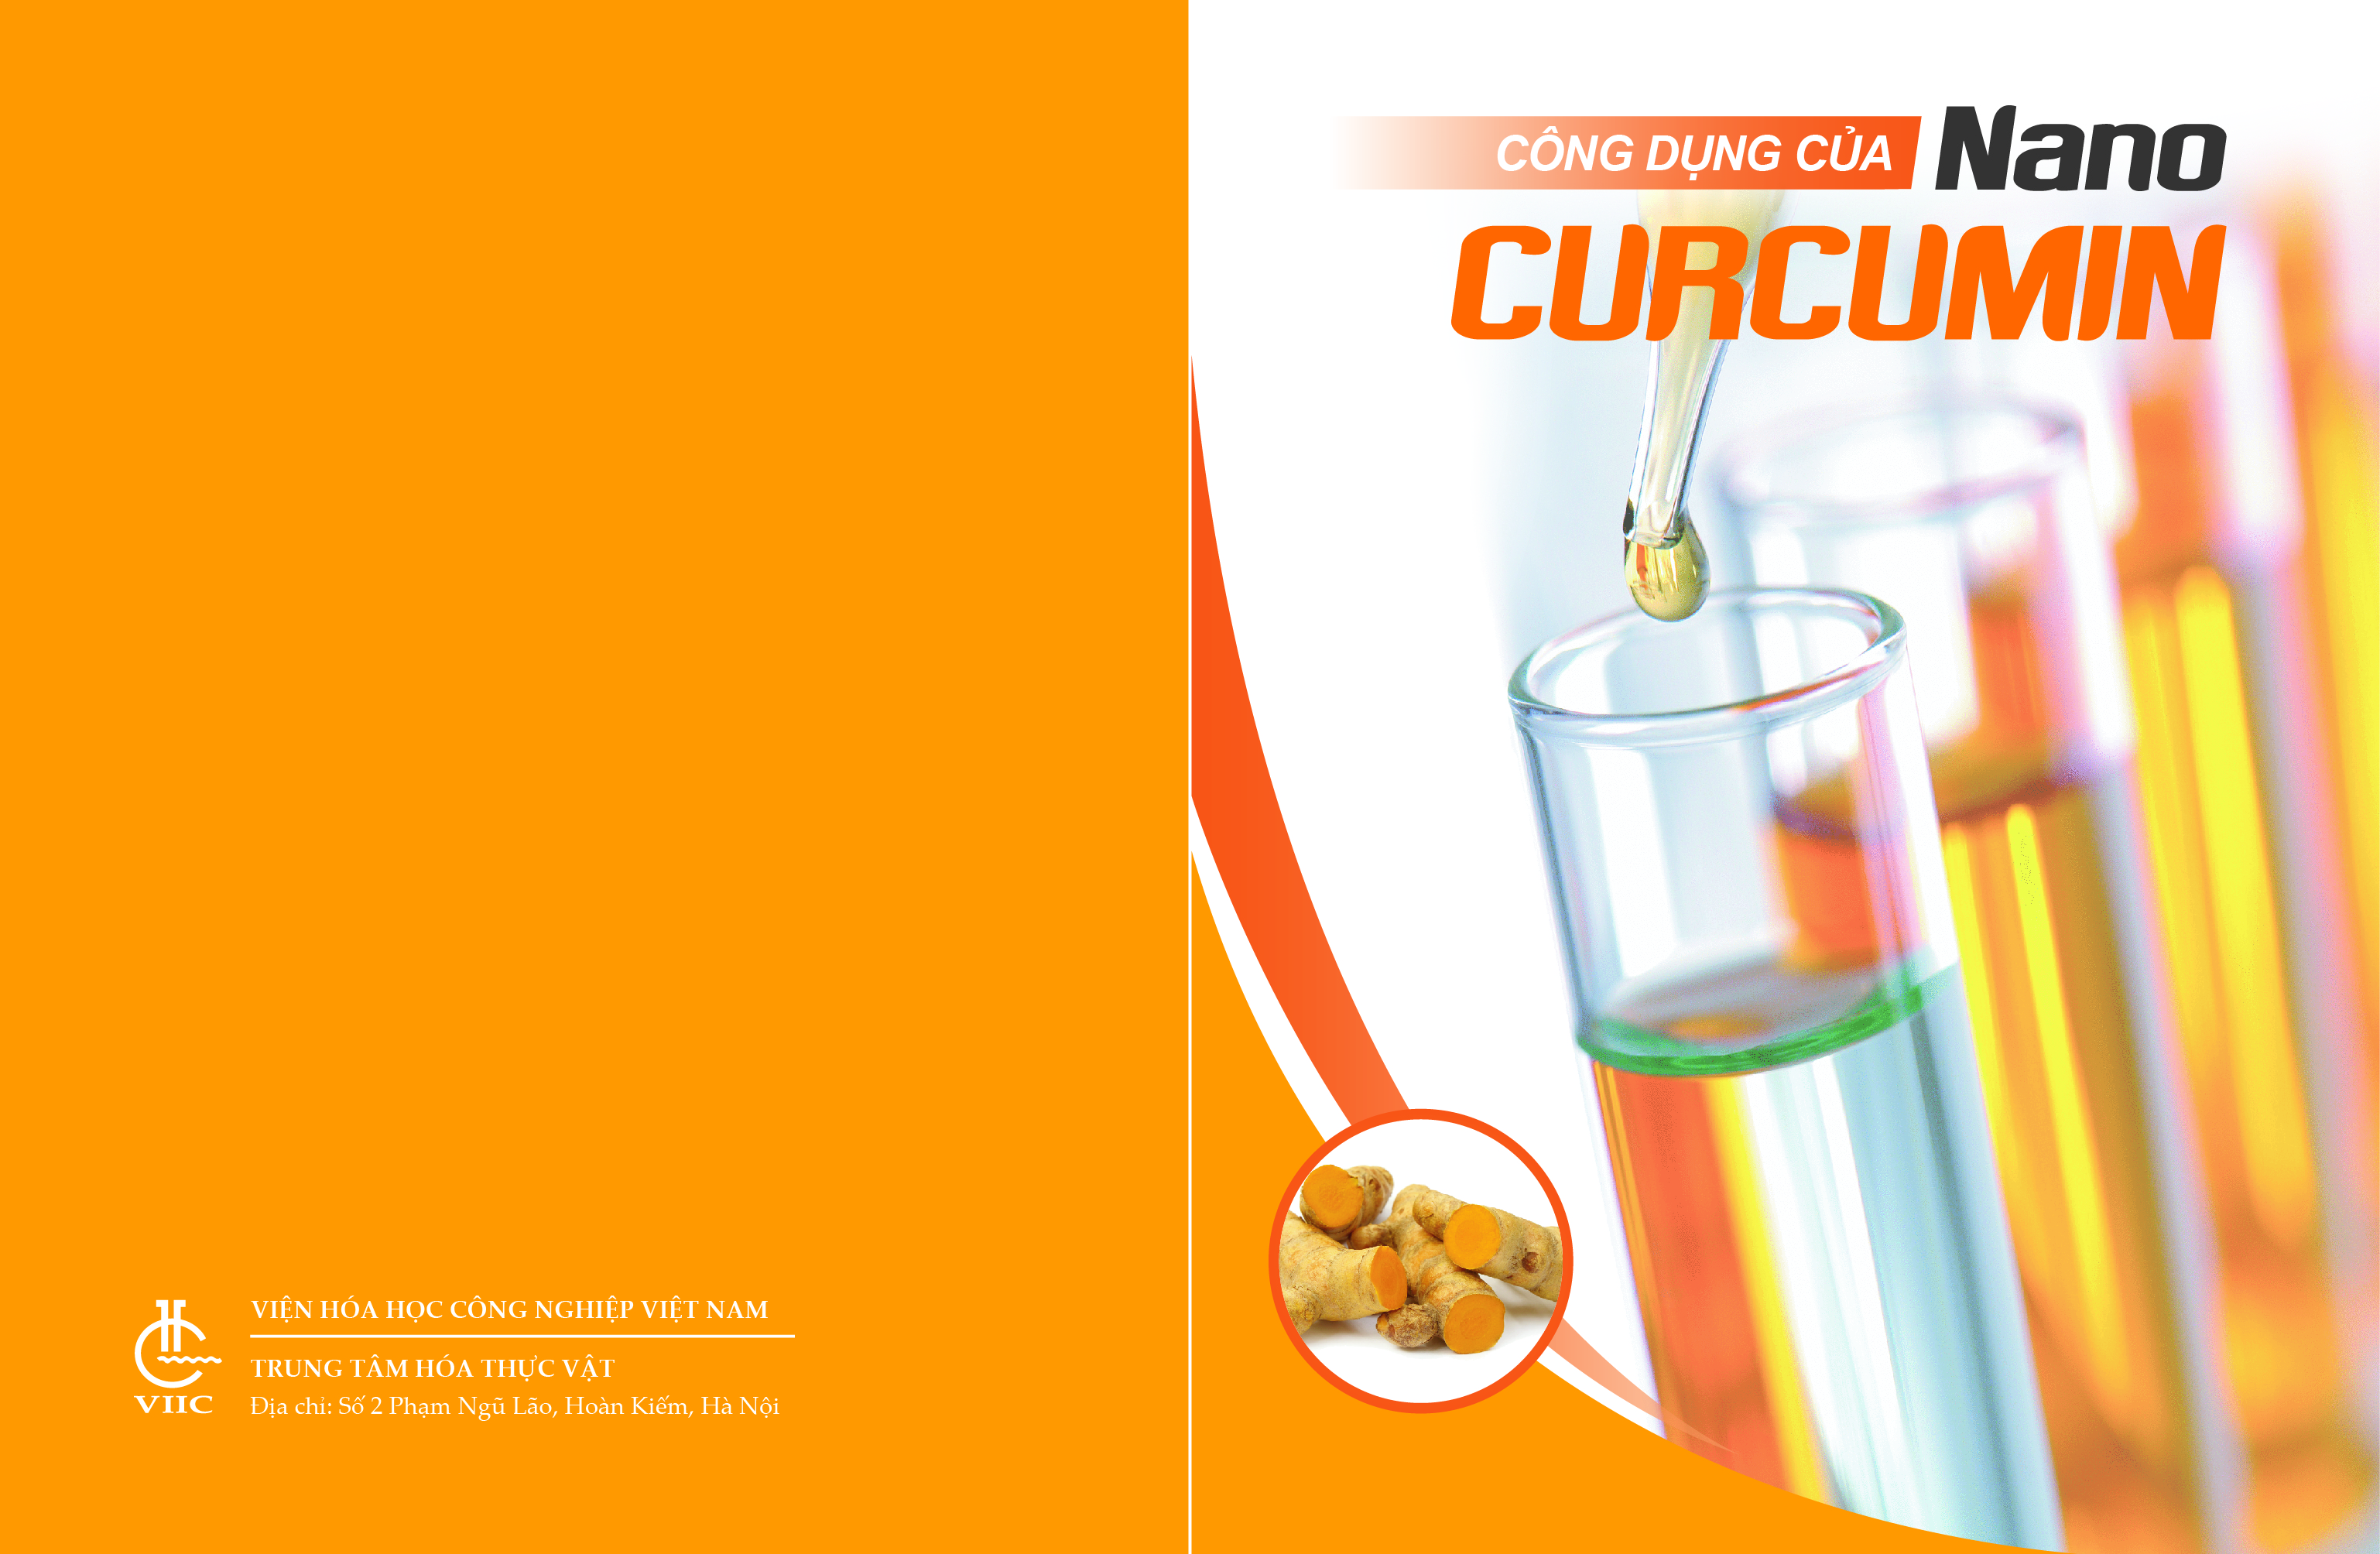 CÔNG DỤNG CỦA Nano
CURCUMIN
VIIC
VIỆN HÓA HỌC CÔNG NGHIỆP VIỆT NAM
TRUNG TÂM HÓA THỰC VẬT
Địa chỉ: Số 2 Phạm Ngũ Lão, Hoàn Kiếm, Hà Nội